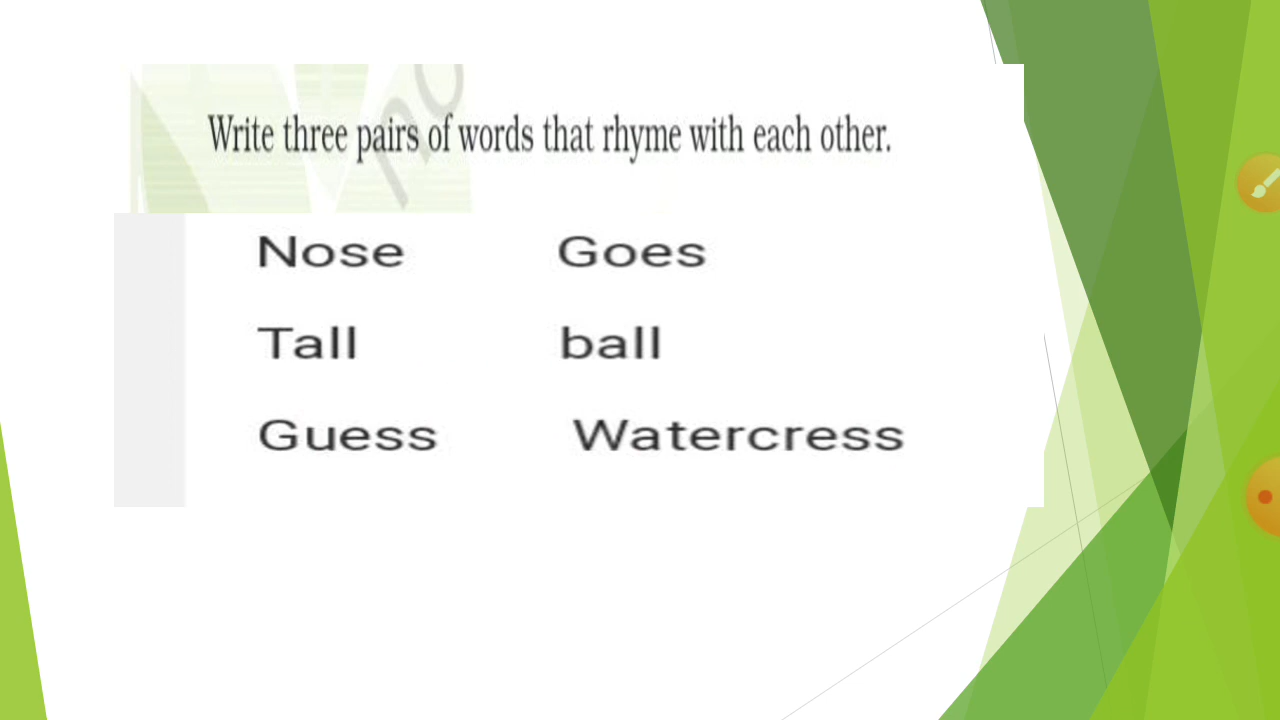 Write three pairs of words that rhyme with each other.
Nose Goes
Tall ball
Guess Watercress